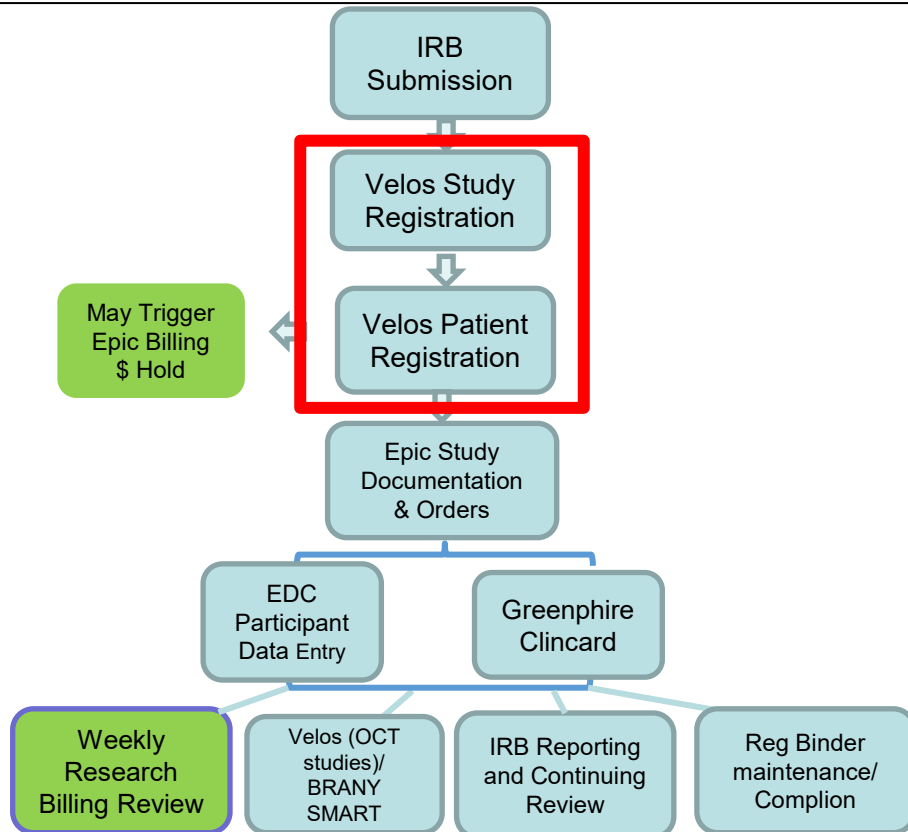 IRB
Submission
Velos Study
Registration
May Trigger
Epic Billing
$ Hold
Velos Patient
Registration
Epic Study
Documentation
& Orders
EDC
Participant
Data Entry
Greenphire
Clincard
Weekly
Research
Billing Review
Velos (OCT
studies)/
BRANY
SMART
IRB Reporting
and Continuing
Review
Reg Binder
maintenance/
Complion